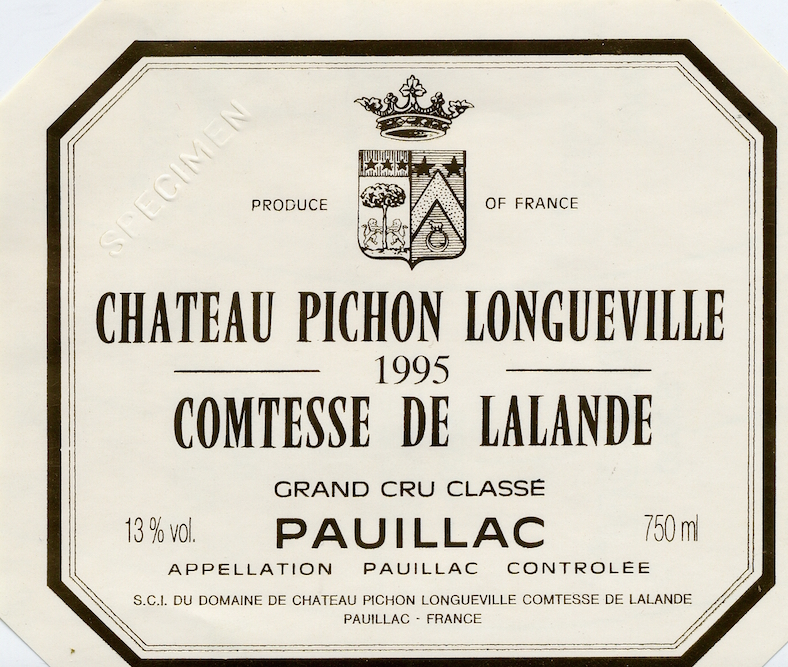 SPECIMEN
PRODUCE OF FRANCE
CHATEAU PICHON LONGUEVILLE
1995
COMTESSE DE LALANDE
GRAND CRU CLASSÉ
13 % vol. PAUILLAC 750 ml
APPELLATION PAUILLAC CONTROLÉE
S.C.I. DU DOMAINE DE CHATEAU PICHON LONGUEVILLE COMTESSE DE LALANDE
PAUILLAC - FRANCE